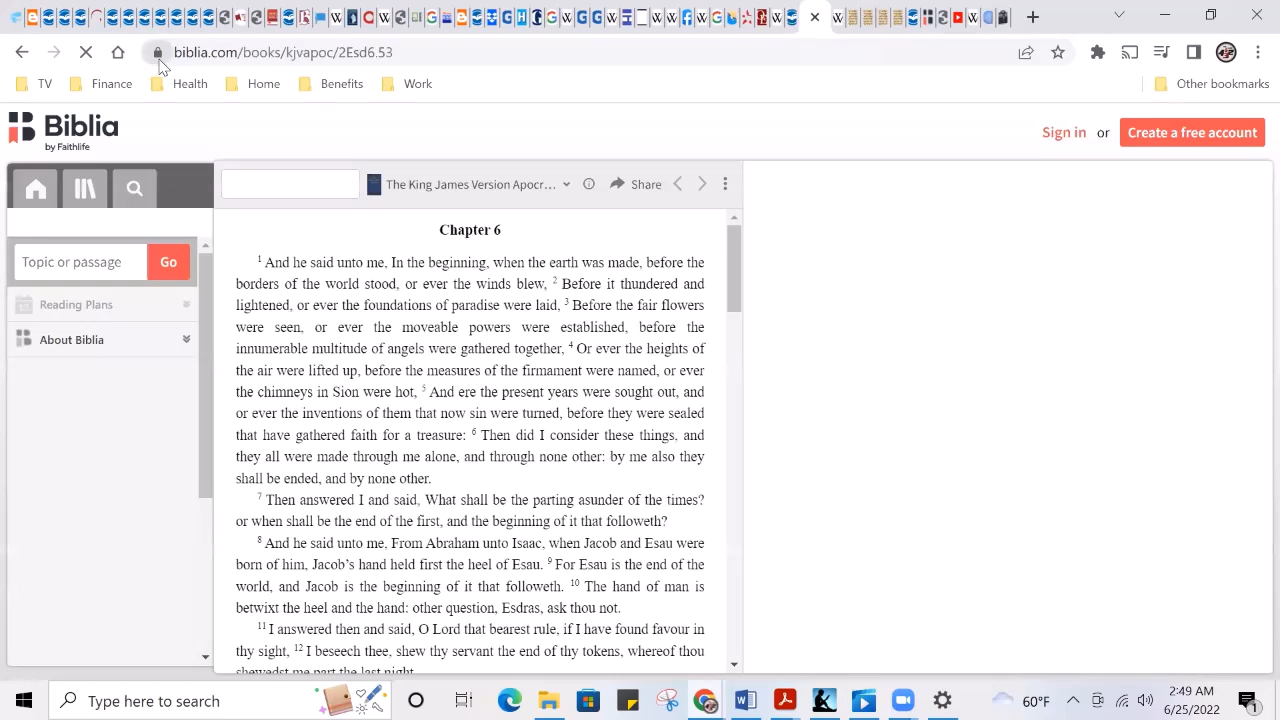 biblia.com/books/kjvapoc/2Esd6.53
TV Finance Health Home Benefits Work Other bookmarks
Biblia
by Faithlife
Sign in or Create a free account
The King James Version Apocr... Share
Topic or passage Go
Reading Plans
About Biblia
Chapter 6
1 And he said unto me, In the beginning, when the earth was made, before the
borders of the world stood, or ever the winds blew, 2 Before it thundered and
lightened, or ever the foundations of paradise were laid, 3 Before the fair flowers
were seen, or ever the moveable powers were established, before the
innumerable multitude of angels were gathered together, 4 Or ever the heights of
the air were lifted up, before the measures of the firmament were named, or ever
the chimneys in Sion were hot, 5 And ere the present years were sought out, and
or ever the inventions of them that now sin were turned, before they were sealed
that have gathered faith for a treasure: 6 Then did I consider these things, and
they all were made through me alone, and through none other: by me also they
shall be ended, and by none other.
7 Then answered I and said, What shall be the parting asunder of the times?
or when shall be the end of the first, and the beginning of it that followeth?
8 And he said unto me, From Abraham unto Isaac, when Jacob and Esau were
born of him, Jacob's hand held first the heel of Esau. 9 For Esau is the end of the
world, and Jacob is the beginning of it that followeth. 10 The hand of man is
betwixt the heel and the hand: other question, Esdras, ask thou not.
11 I answered then and said, O Lord that bearest rule, if I have found favour in
thy sight, 12 I beseech thee, shew thy servant the end of thy tokens, whereof thou
shewedst me part the last night.
Type here to search
60°F
2:49 AM
6/25/2022